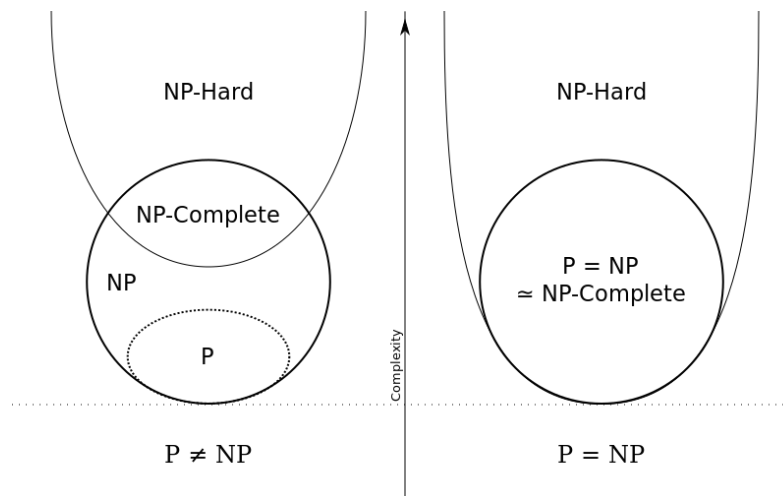 NP-Hard
NP-Complete
NP
P
P ≠ NP
Complexity
NP-Hard
P = NP
≃ NP-Complete
P = NP